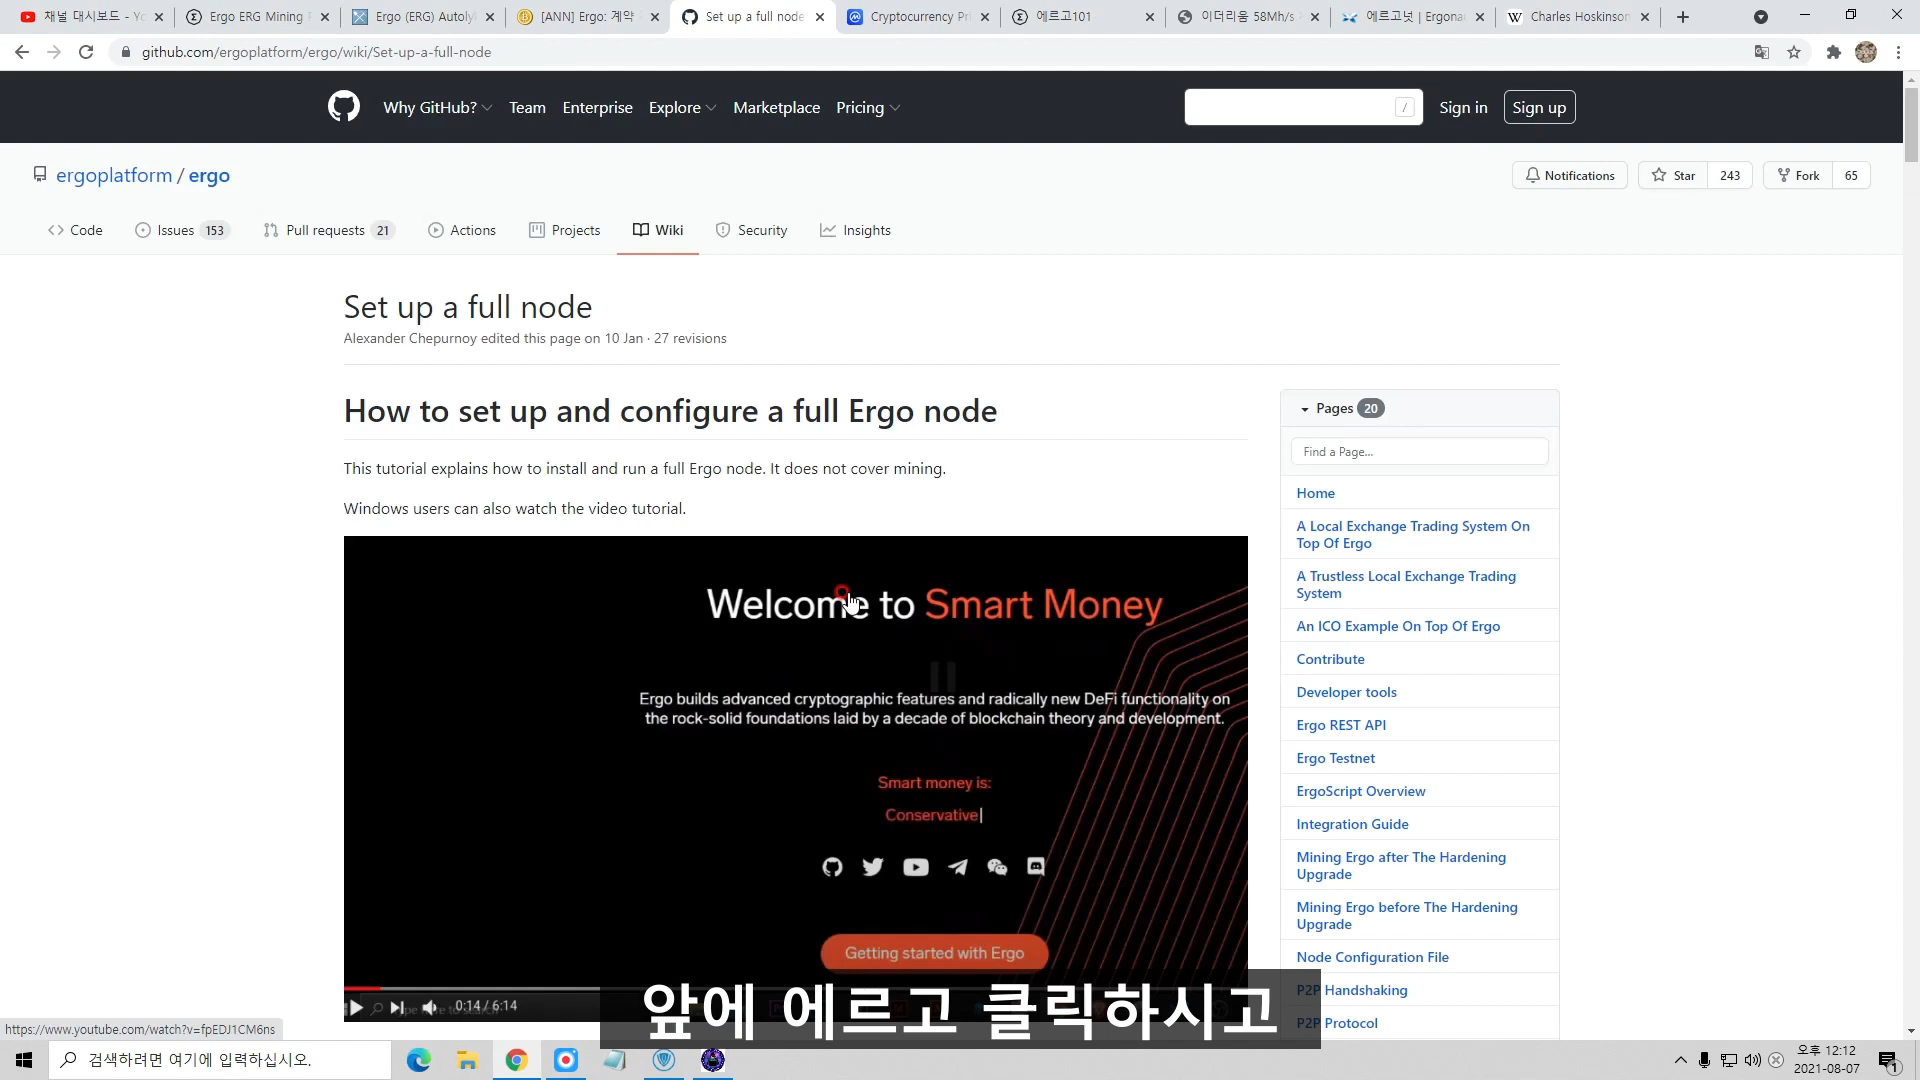 채널 대시보드 - Yo
Ergo ERG Mining P
Ergo (ERG) Autolyk
[ANN] Ergo: 계약
Set up a full node
Cryptocurrency Pri
에르고101
이더리움 58Mh/s
에르고넛 | Ergonau
Charles Hoskinson
github.com/ergoplatform/ergo/wiki/Set-up-a-full-node
Why GitHub?
Team
Enterprise
Explore
Marketplace
Pricing
/
Sign in
Sign up
ergoplatform / ergo
Notifications
Star 243
Fork 65
Code
Issues 153
Pull requests 21
Actions
Projects
Wiki
Security
Insights
Set up a full node
Alexander Chepurnoy edited this page on 10 Jan · 27 revisions
How to set up and configure a full Ergo node
This tutorial explains how to install and run a full Ergo node. It does not cover mining.
Windows users can also watch the video tutorial.
Welcome to Smart Money
Ergo builds advanced cryptographic features and radically new DeFi functionality on
the rock-solid foundations laid by a decade of blockchain theory and development.
Smart money is:
Conservative|
Getting started with Ergo
0:14 / 6:14
Pages 20
Find a Page...
Home
A Local Exchange Trading System On
Top Of Ergo
A Trustless Local Exchange Trading
System
An ICO Example On Top Of Ergo
Contribute
Developer tools
Ergo REST API
Ergo Testnet
ErgoScript Overview
Integration Guide
Mining Ergo after The Hardening
Upgrade
Mining Ergo before The Hardening
Upgrade
Node Configuration File
P2P Handshaking
P2P Protocol
앞에 에르고 클릭하시고
https://www.youtube.com/watch?v=fpEDJ1CM6ns
검색하려면 여기에 입력하십시오.
오후 12:12
2021-08-07
1